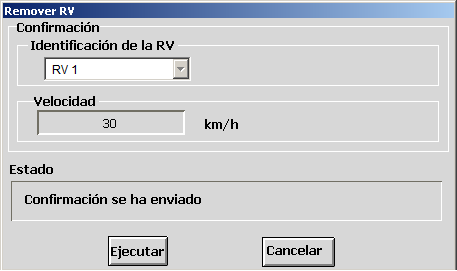 Remover RV
Confirmación
Identificación de la RV
RV 1
Velocidad
30 km/h
Estado
Confirmación se ha enviado
Ejecutar Cancelar